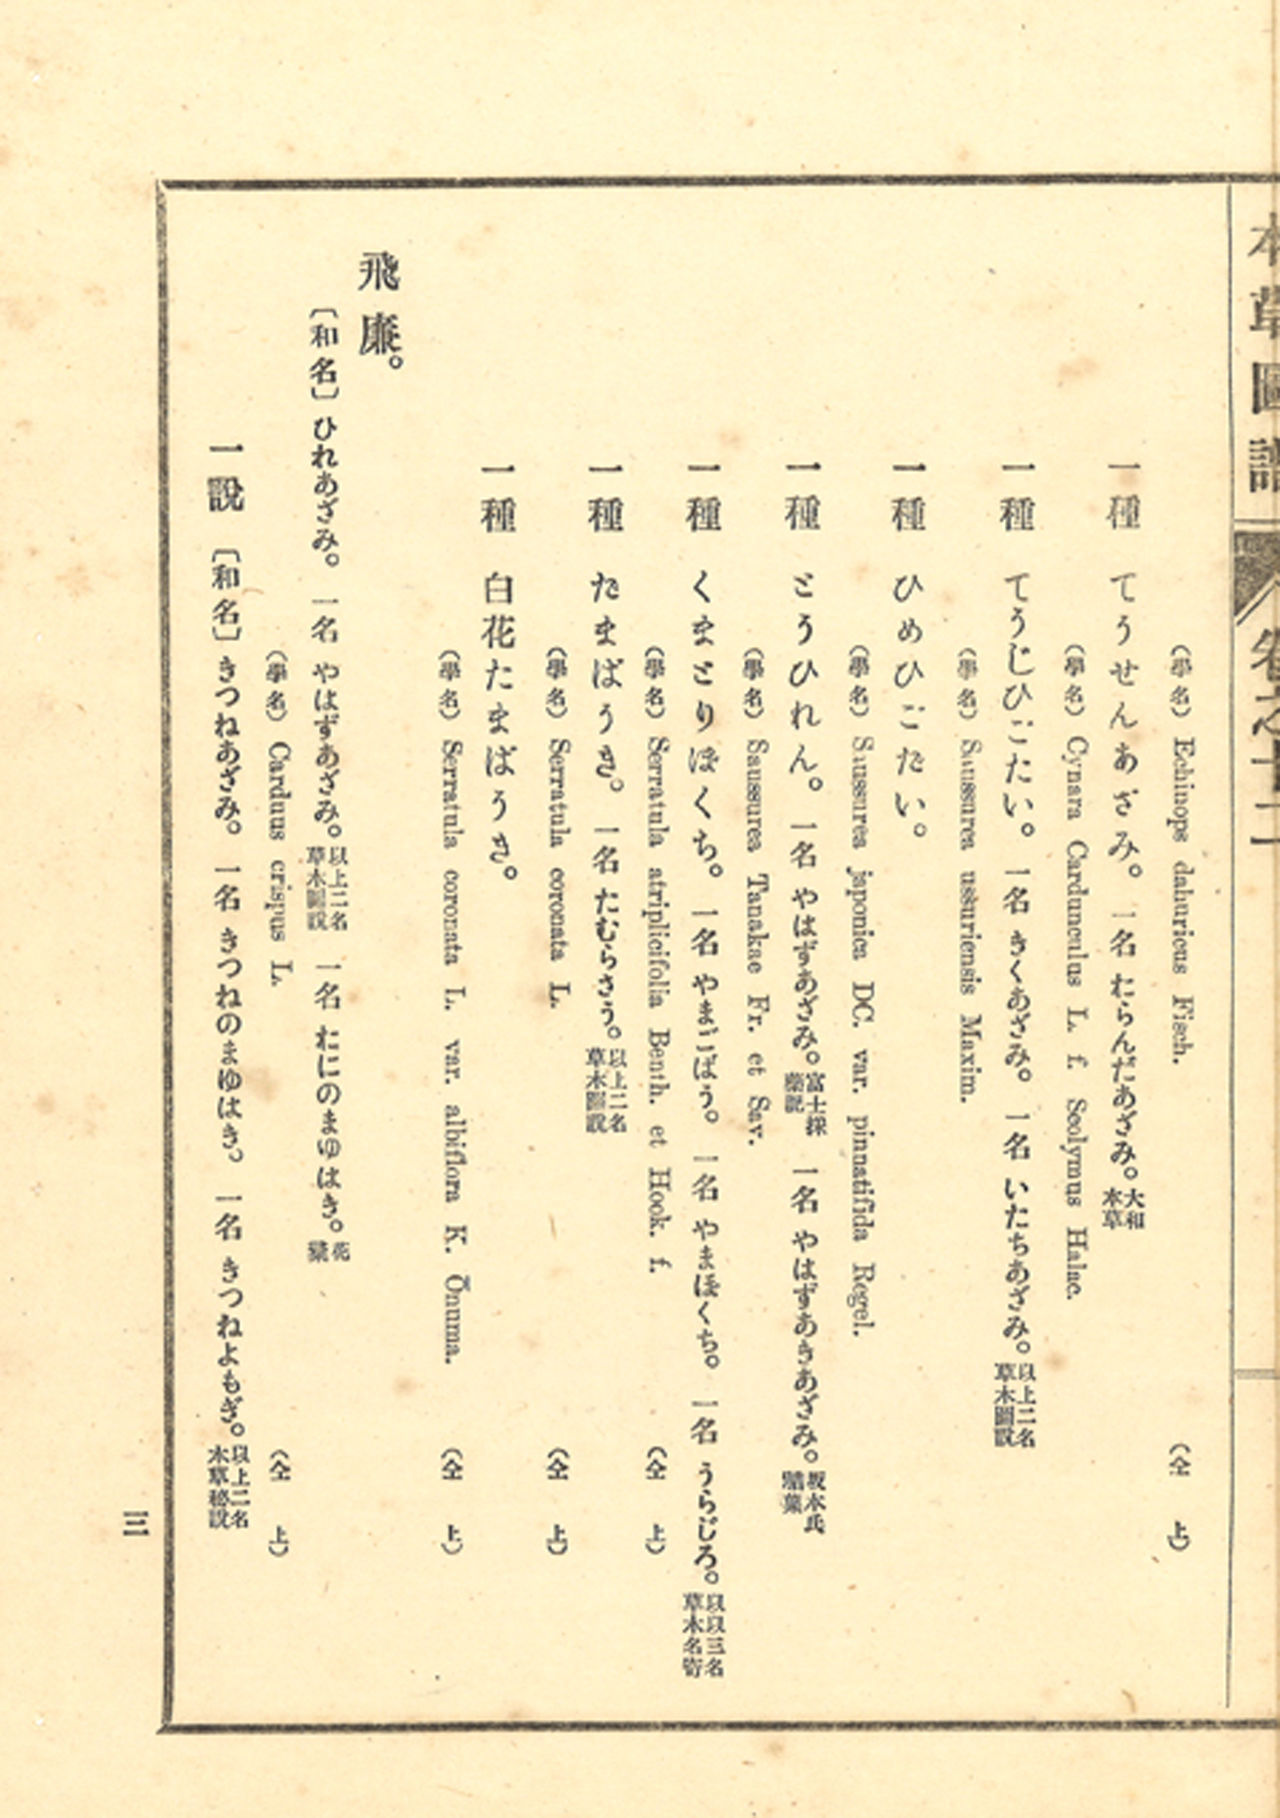 本草圖譜 卷之十二
(學名) Echinops dahuricus Fisch. (仝上)
一種 てうせんあざみ。一名 むらんだあざみ。大和本草
(學名) Cynara Cardunculus L. f. Scolymus Halac.
一種 てうじひごたい。一名 きくあざみ。一名 いたちあざみ。以上二名草木圖說
(學名) Saussurea ussuriensis Maxim.
一種 ひめひごたい。
(學名) Saussurea japonica DC. var. pinnatifida Regel.
一種 とうひれん。一名 やはずあざみ。富士採藥記 一名 やはずあきあざみ。坂本氏腊葉
(學名) Saussurea Tanakae Fr. et Sav.
一種 くまとりぼくち。一名 やまごばう。一名 やまぼくち。一名 うらじろ。以以三名草木名寄
(學名) Serratula atriplicifolia Benth. et Hook. f. (仝上)
一種 たまばうき。一名 たむらさう。以上二名草木圖說
(學名) Serratula coronata L. (仝上)
一種 白花たまばうき。
(學名) Serratula coronata L. var. albiflora K. Ōnuma. (仝上)
飛廉。
〔和名〕ひれあざみ。一名 やはずあざみ。以上二名草木圖說 一名 おにのまゆはき。花彙
(學名) Carduus crispus L. (仝上)
一說 〔和名〕きつねあざみ。一名 きつねのまゆはき。一名 きつねよもぎ。以上二名本草秘說
三